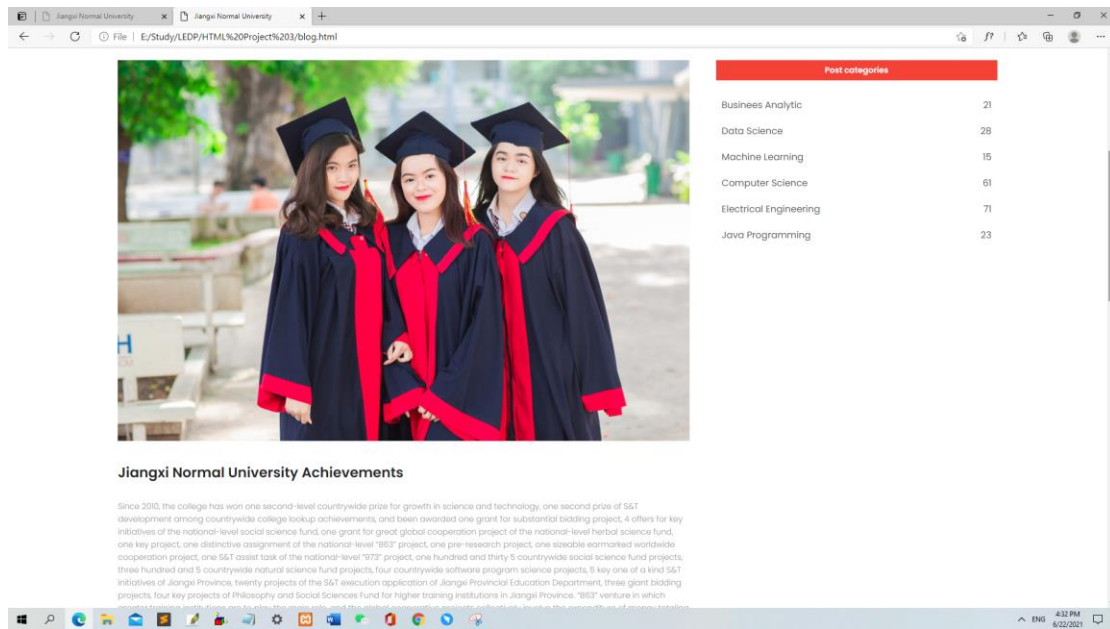 Jiangxi Normal University
Jiangxi Normal University
File E:/Study/LEDP/HTML%20Project%203/blog.html
Post categories
Businees Analytic 21
Data Science 28
Machine Learning 15
Computer Science 61
Electrical Engineering 71
Java Programming 23
H
Jiangxi Normal University Achievements
Since 2010, the college has won one second-level countrywide prize for growth in science and technology, one second prize of S&T
development among countrywide college lookup achievements, and been awarded one grant for substantial bidding project, 4 offers for key
initiatives of the national-level social science fund, one grant for great global cooperation project of the national-level herbal science fund,
one key project, one distinctive assignment of the national-level "863" project, one pre-research project, one sizeable earmarked worldwide
cooperation project, one S&T assist task of the national-level "973" project, one hundred and thirty 5 countrywide social science fund projects,
three hundred and 5 countrywide natural science fund projects, four countrywide software program science projects, 5 key one of a kind S&T
initiatives of Jiangxi Province, twenty projects of the S&T execution application of Jiangxi Provincial Education Department, three giant bidding
projects, four key projects of Philosophy and Social Sciences Fund for higher training institutions in Jiangxi Province. "863" venture in which
ENG
4:32 PM
6/22/2021